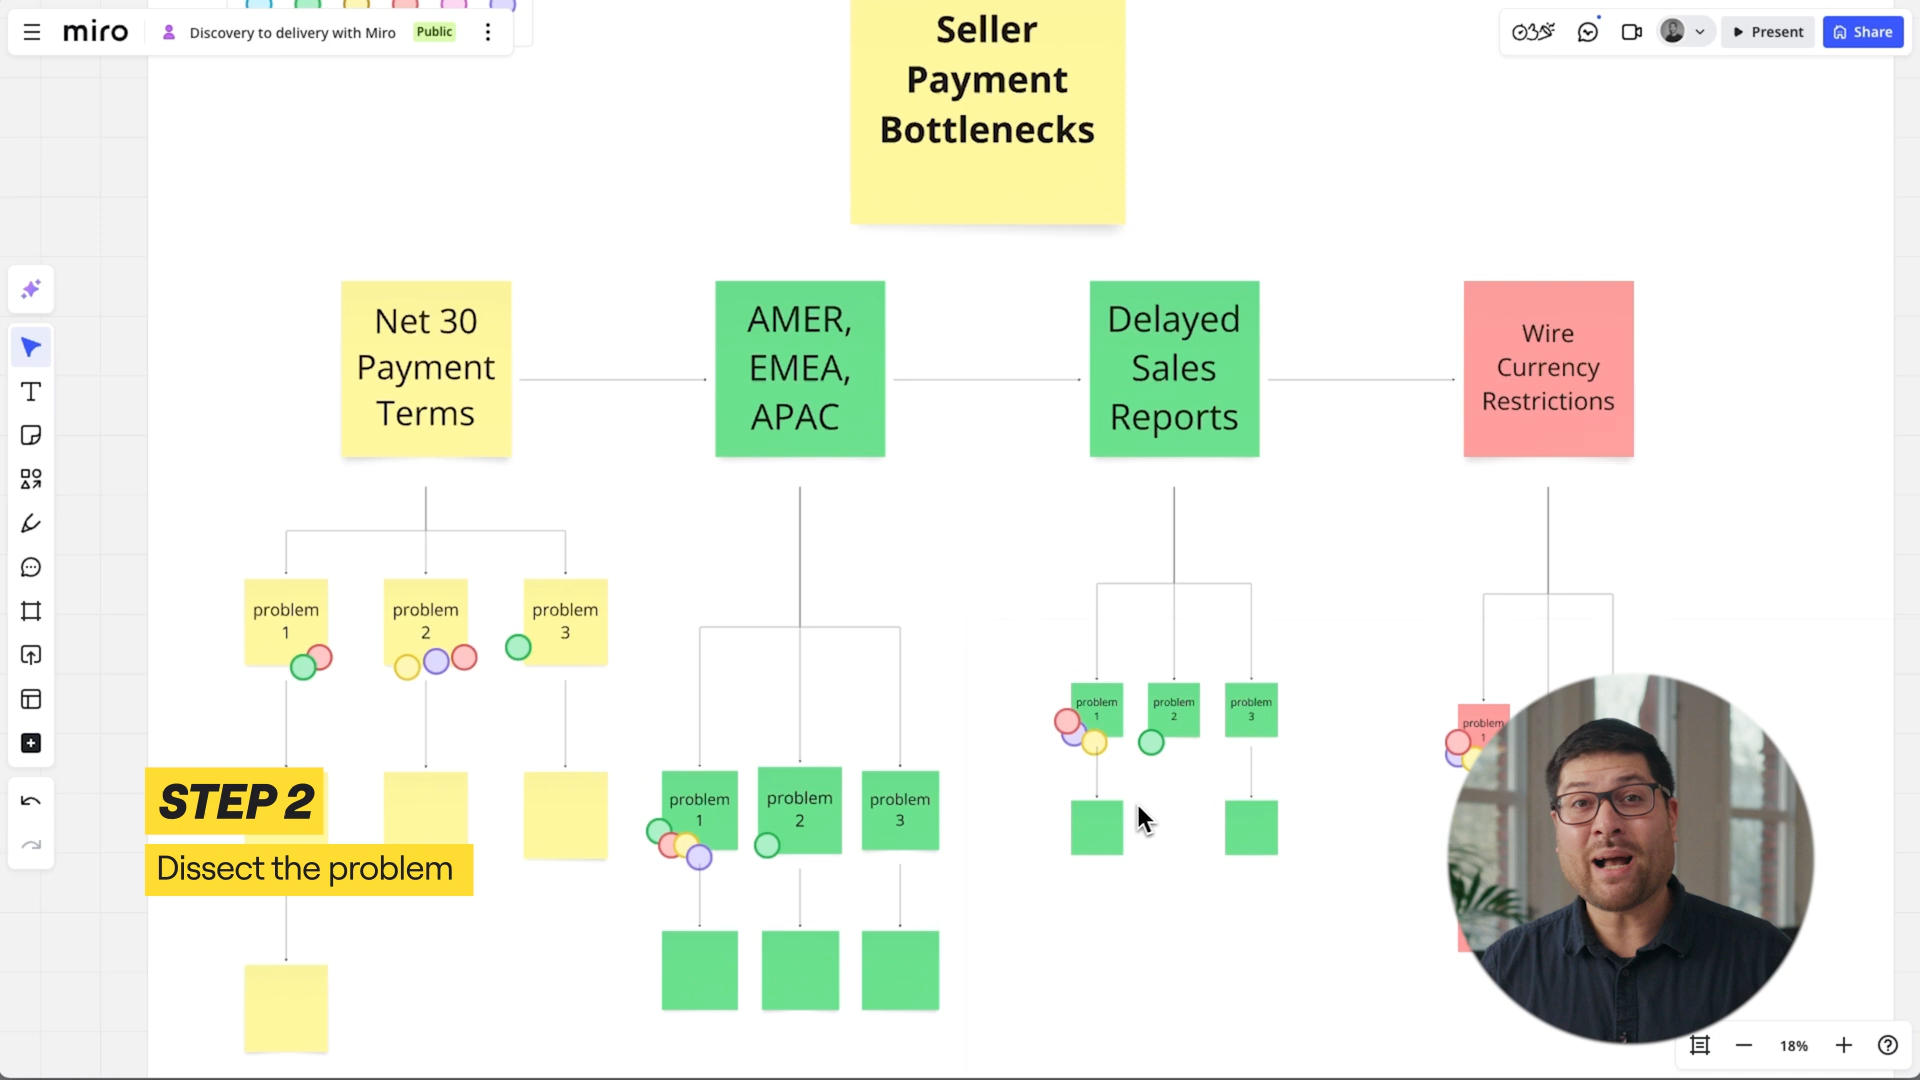 miro
Discovery to delivery with Miro
Public
Present
Share
Seller
Payment
Bottlenecks
Net 30
Payment
Terms
AMER,
EMEA,
APAC
Delayed
Sales
Reports
Wire
Currency
Restrictions
problem
1
problem
2
problem
3
problem
1
problem
2
problem
3
problem
1
problem
2
problem
3
problem
1
STEP 2
Dissect the problem
18%